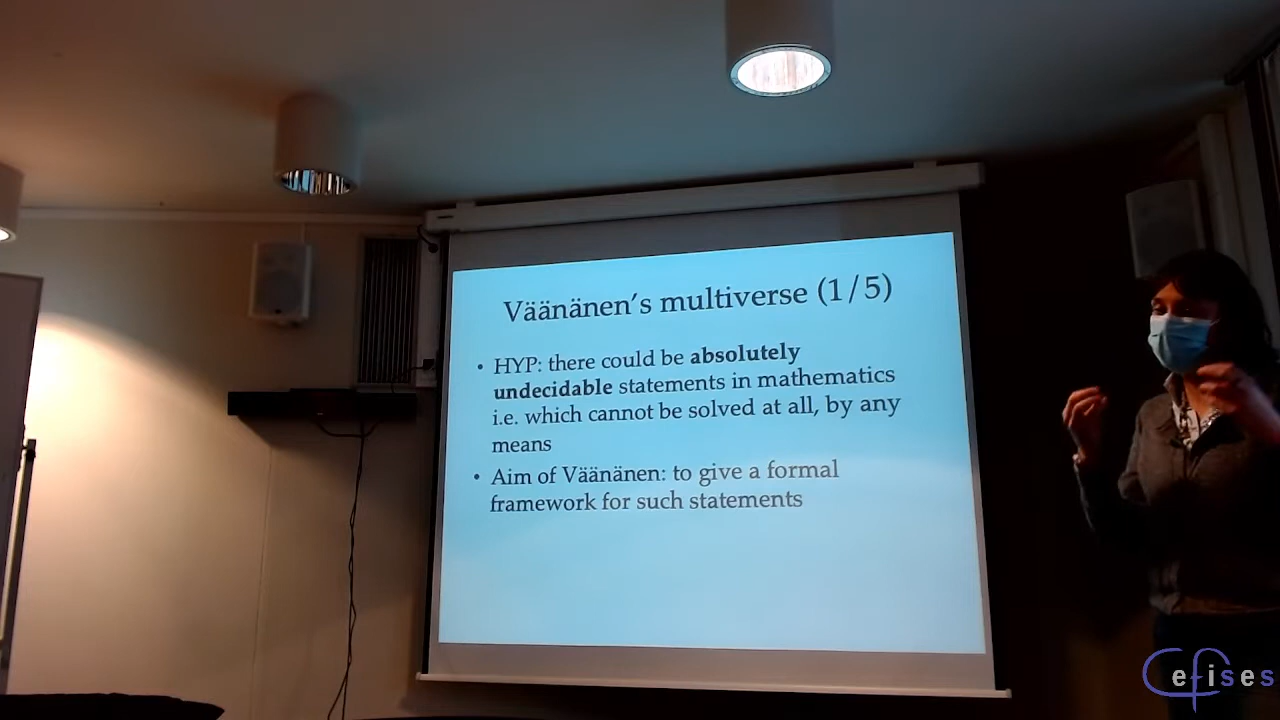 Väänänen's multiverse (1/5)
• HYP: there could be absolutely
undecidable statements in mathematics
i.e. which cannot be solved at all, by any
means
• Aim of Väänänen: to give a formal
framework for such statements
Cefises